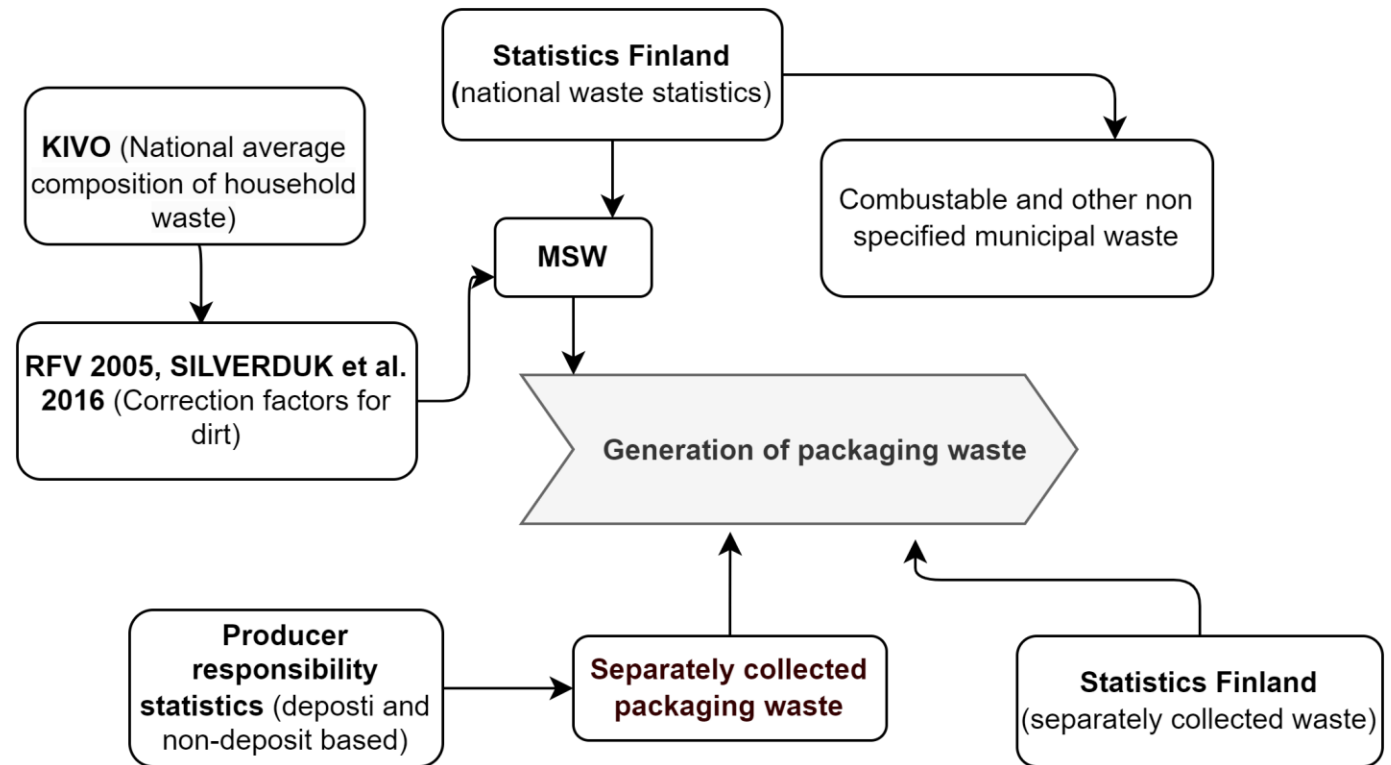 Statistics Finland
(national waste statistics)
KIVO (National average
composition of household
waste)
Combustable and other non
specified municipal waste
MSW
RFV 2005, SILVERDUK et al.
2016 (Correction factors for
dirt)
Generation of packaging waste
Producer
responsibility
statistics (deposti and
non-deposit based)
Separately collected
packaging waste
Statistics Finland
(separately collected waste)